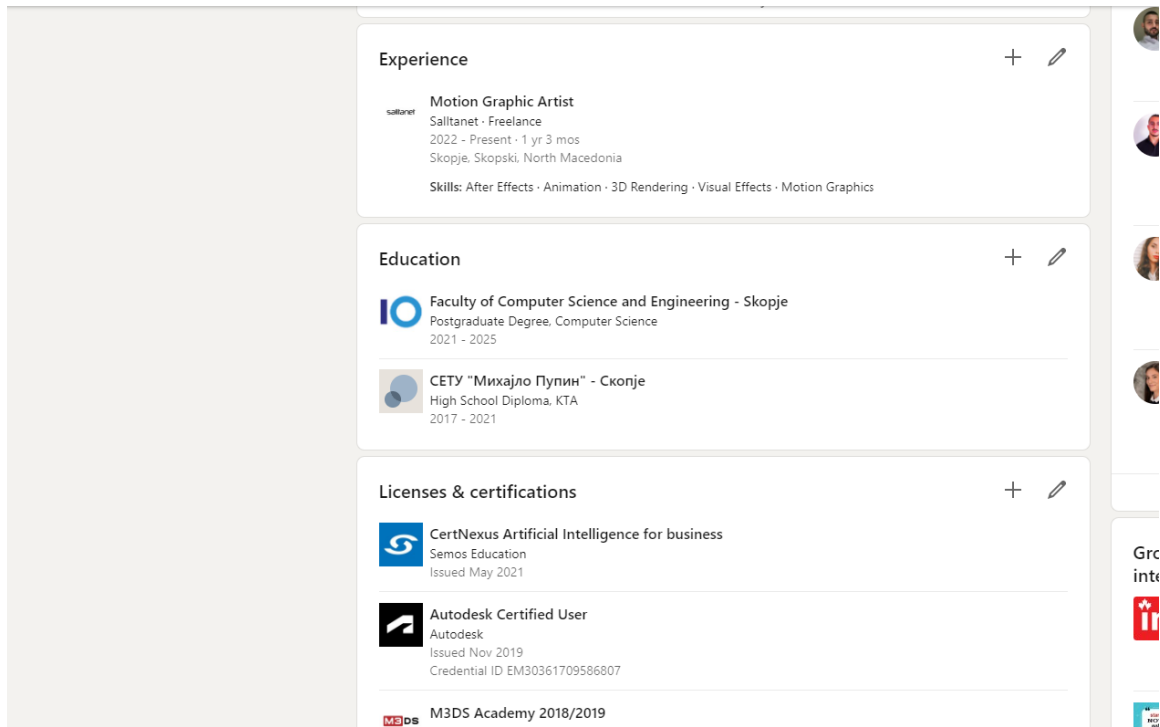 Experience
salltanet
Motion Graphic Artist
Salltanet · Freelance
2022 - Present · 1 yr 3 mos
Skopje, Skopski, North Macedonia
Skills: After Effects · Animation · 3D Rendering · Visual Effects · Motion Graphics
Education
Faculty of Computer Science and Engineering - Skopje
Postgraduate Degree, Computer Science
2021 - 2025
СЕТУ "Михајло Пупин" - Скопје
High School Diploma, KTA
2017 - 2021
Licenses & certifications
CertNexus Artificial Intelligence for business
Semos Education
Issued May 2021
Autodesk Certified User
Autodesk
Issued Nov 2019
Credential ID EM30361709586807
M3DS
M3DS Academy 2018/2019